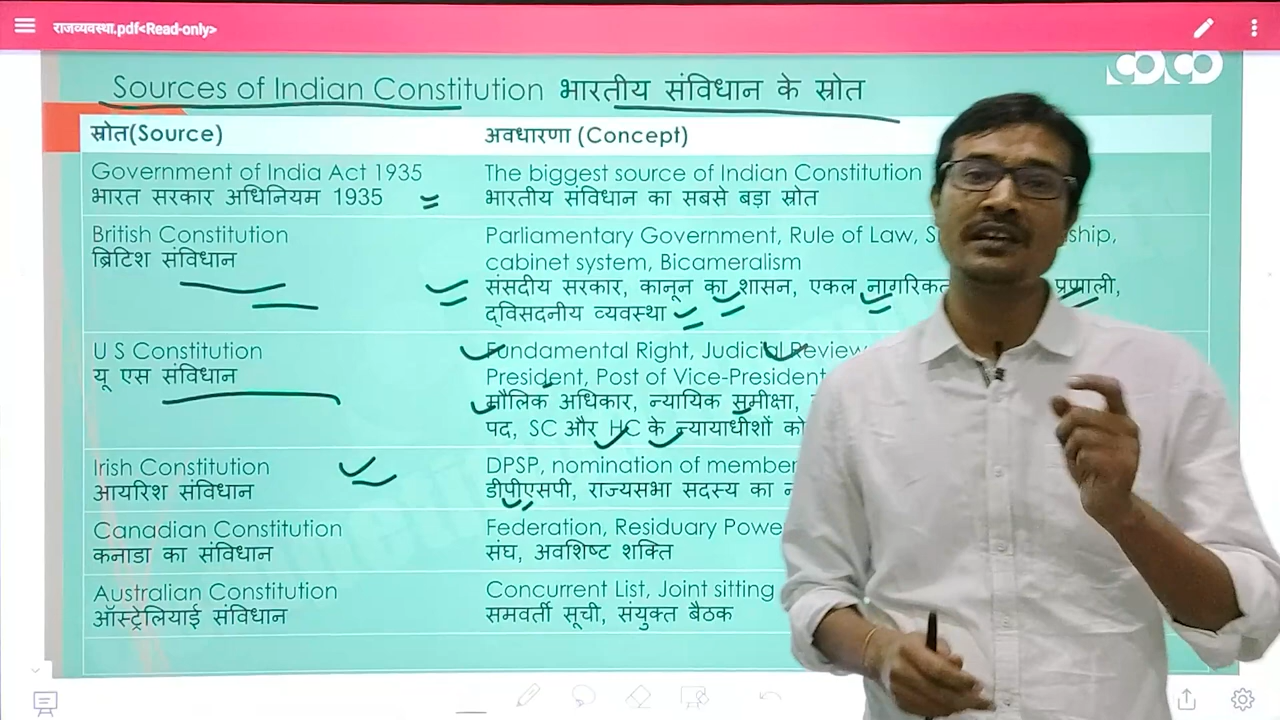 राजव्यवस्था.pdf<Read-only>
Sources of Indian Constitution भारतीय संविधान के स्रोत
स्रोत(Source) अवधारणा (Concept)
Government of India Act 1935 The biggest source of Indian Constitution
भारत सरकार अधिनियम 1935 भारतीय संविधान का सबसे बड़ा स्रोत
British Constitution Parliamentary Government, Rule of Law,
ब्रिटिश संविधान cabinet system, Bicameralism
संसदीय सरकार, कानून का शासन, एकल प्रणाली,
द्विसदनीय व्यवस्था
U S Constitution Fundamental Right, Judicial Review
यू एस संविधान President, Post of Vice-President
मौलिक अधिकार, न्यायिक समीक्षा,
पद, SC और HC के न्यायाधीशों को
Irish Constitution DPSP, nomination of member
आयरिश संविधान डीपीएसपी, राज्यसभा सदस्य का
Canadian Constitution Federation, Residuary Power
कनाडा का संविधान संघ, अवशिष्ट शक्ति
Australian Constitution Concurrent List, Joint sitting
ऑस्ट्रेलियाई संविधान समवर्ती सूची, संयुक्त बैठक